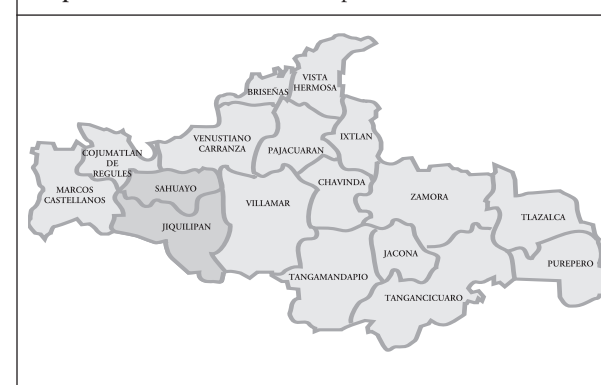 VISTA
HERMOSA
BRISEÑAS
VENUSTIANO
CARRANZA
PAJACUARAN
IXTLAN
COJUMATLAN
DE
REGULES
MARCOS
CASTELLANOS
SAHUAYO
JIQUILIPAN
VILLAMAR
CHAVINDA
ZAMORA
TLAZALCA
JACONA
PUREPERO
TANGAMANDAPIO
TANGANCICUARO